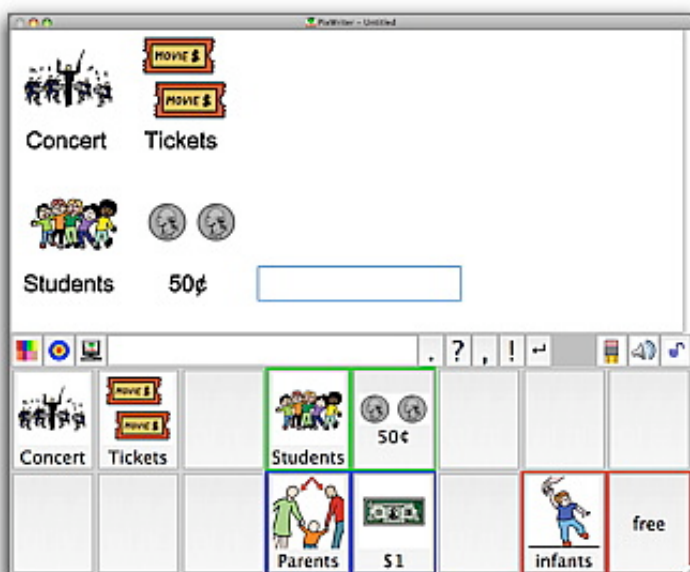 PixWriter - Untitled
MOVIE $
MOVIE $
Concert Tickets
Students 50¢
. ? , ! ↵
MOVIE $
MOVIE $
Concert Tickets Students 50¢
Parents $1 infants free